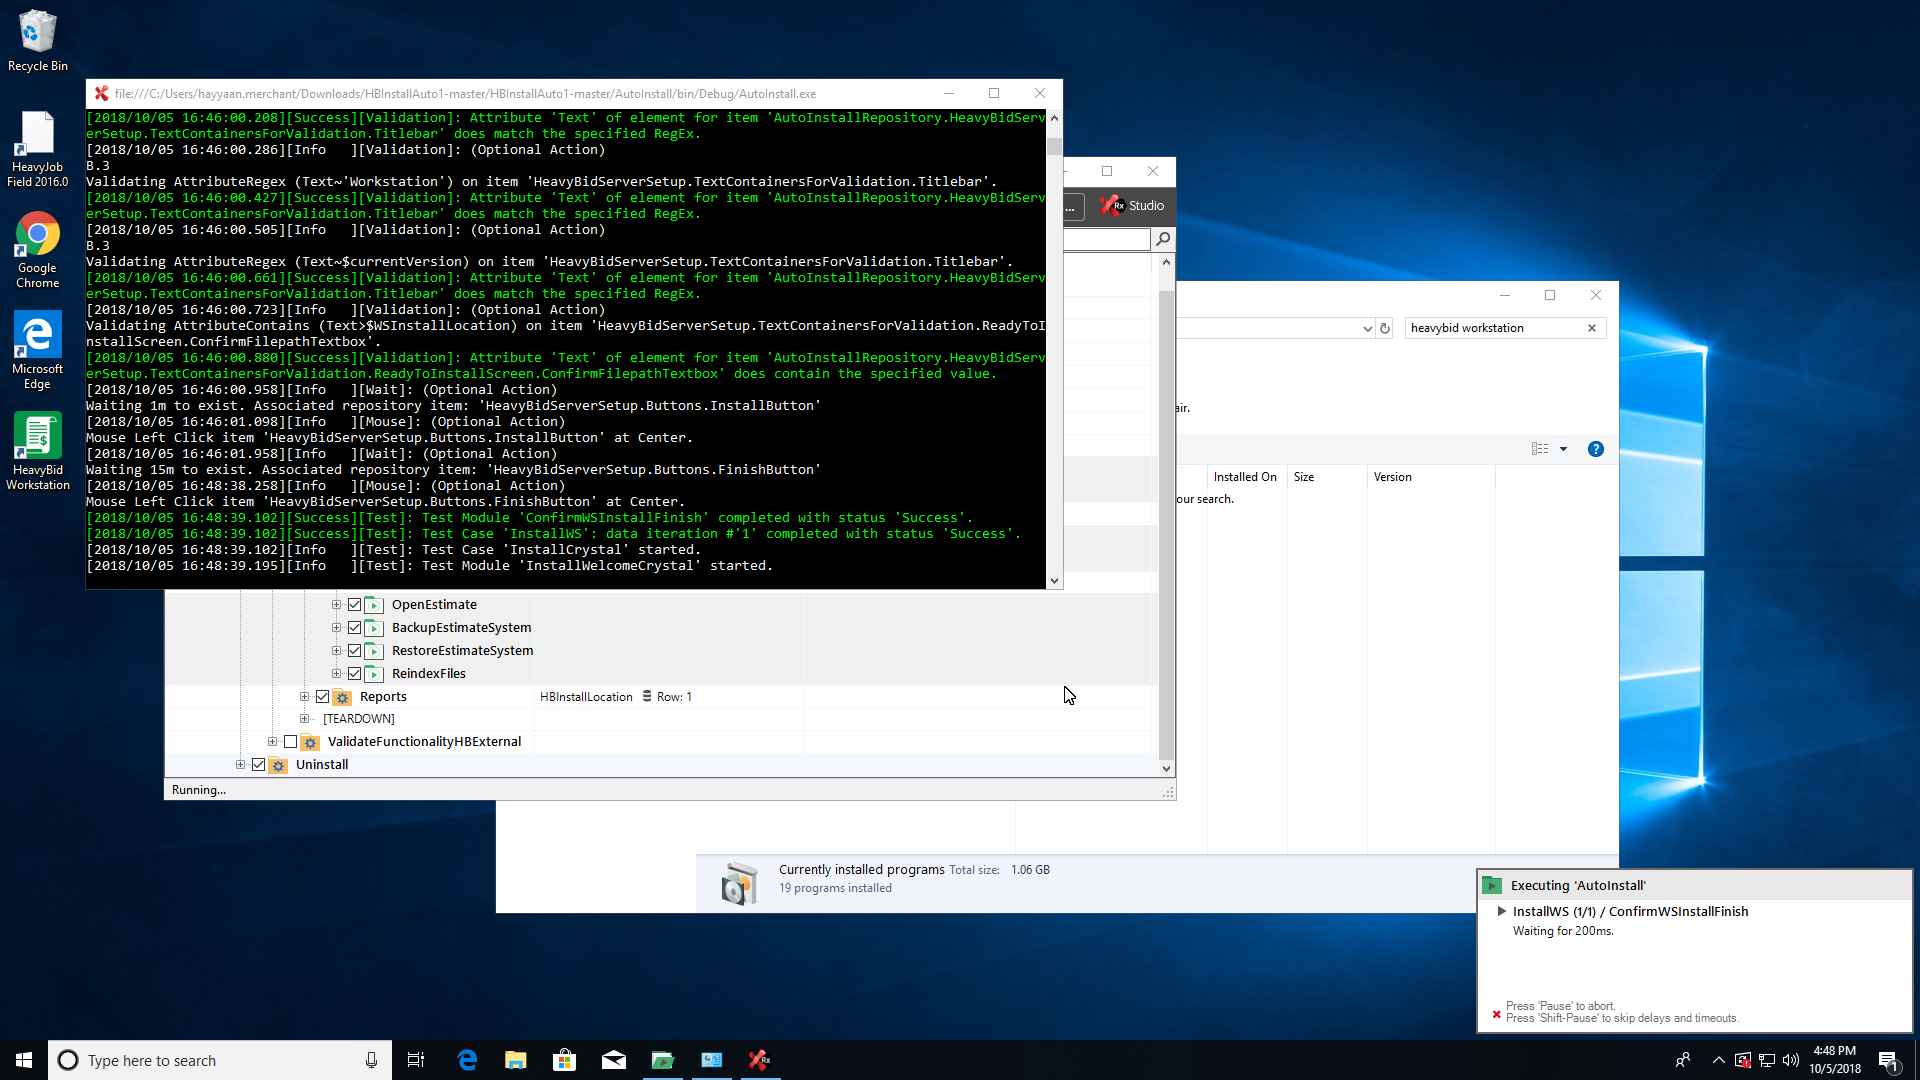 Recycle Bin
HeavyJob
Field 2016.0
Google
Chrome
Microsoft
Edge
HeavyBid
Workstation
file:///C:/Users/hayyaan.merchant/Downloads/HBInstallAuto1-master/HBInstallAuto1-master/AutoInstall/bin/Debug/AutoInstall.exe
[2018/10/05 16:46:00.208][Success][Validation]: Attribute 'Text' of element for item 'AutoInstallRepository.HeavyBidServ
erSetup.TextContainersForValidation.Titlebar' does match the specified RegEx.
[2018/10/05 16:46:00.286][Info   ][Validation]: (Optional Action)
B.3
Validating AttributeRegex (Text~'Workstation') on item 'HeavyBidServerSetup.TextContainersForValidation.Titlebar'.
[2018/10/05 16:46:00.427][Success][Validation]: Attribute 'Text' of element for item 'AutoInstallRepository.HeavyBidServ
erSetup.TextContainersForValidation.Titlebar' does match the specified RegEx.
[2018/10/05 16:46:00.505][Info   ][Validation]: (Optional Action)
B.3
Validating AttributeRegex (Text~$currentVersion) on item 'HeavyBidServerSetup.TextContainersForValidation.Titlebar'.
[2018/10/05 16:46:00.661][Success][Validation]: Attribute 'Text' of element for item 'AutoInstallRepository.HeavyBidServ
erSetup.TextContainersForValidation.Titlebar' does match the specified RegEx.
[2018/10/05 16:46:00.723][Info   ][Validation]: (Optional Action)
Validating AttributeContains (Text>$WSInstallLocation) on item 'HeavyBidServerSetup.TextContainersForValidation.ReadyToI
nstallScreen.ConfirmFilepathTextbox'.
[2018/10/05 16:46:00.880][Success][Validation]: Attribute 'Text' of element for item 'AutoInstallRepository.HeavyBidServ
erSetup.TextContainersForValidation.ReadyToInstallScreen.ConfirmFilepathTextbox' does contain the specified value.
[2018/10/05 16:46:00.958][Info   ][Wait]: (Optional Action)
Waiting 1m to exist. Associated repository item: 'HeavyBidServerSetup.Buttons.InstallButton'
[2018/10/05 16:46:01.098][Info   ][Mouse]: (Optional Action)
Mouse Left Click item 'HeavyBidServerSetup.Buttons.InstallButton' at Center.
[2018/10/05 16:46:01.958][Info   ][Wait]: (Optional Action)
Waiting 15m to exist. Associated repository item: 'HeavyBidServerSetup.Buttons.FinishButton'
[2018/10/05 16:48:38.258][Info   ][Mouse]: (Optional Action)
Mouse Left Click item 'HeavyBidServerSetup.Buttons.FinishButton' at Center.
[2018/10/05 16:48:39.102][Success][Test]: Test Module 'ConfirmWSInstallFinish' completed with status 'Success'.
[2018/10/05 16:48:39.102][Success][Test]: Test Case 'InstallWS': data iteration #'1' completed with status 'Success'.
[2018/10/05 16:48:39.102][Info   ][Test]: Test Case 'InstallCrystal' started.
[2018/10/05 16:48:39.195][Info   ][Test]: Test Module 'InstallWelcomeCrystal' started.
... Rx Studio
OpenEstimate
BackupEstimateSystem
RestoreEstimateSystem
ReindexFiles
Reports HBInstallLocation Row: 1
[TEARDOWN]
ValidateFunctionalityHBExternal
Uninstall
Running...
heavybid workstation
air.
Installed On Size Version
our search.
Currently installed programs Total size: 1.06 GB
19 programs installed
Executing 'AutoInstall'
InstallWS (1/1) / ConfirmWSInstallFinish
Waiting for 200ms.
Press 'Pause' to abort.
Press 'Shift-Pause' to skip delays and timeouts.
Type here to search
Rx
4:48 PM
10/5/2018
1